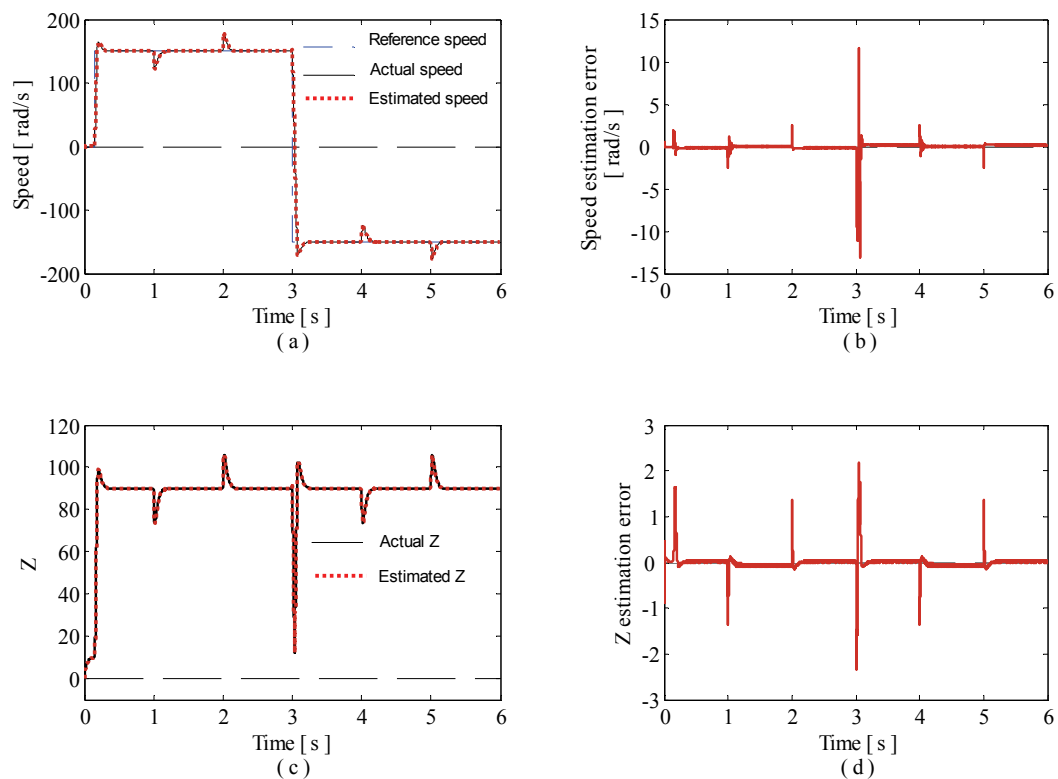 200
100
0
-100
-200
Speed [ rad/s ]
Reference speed
Actual speed
Estimated speed
0 1 2 3 4 5 6
Time [ s ]
( a )
15
10
5
0
-5
-10
-15
Speed estimation error
[ rad/s ]
0 1 2 3 4 5 6
Time [ s ]
( b )
120
100
80
60
40
20
0
Z
Actual Z
Estimated Z
0 1 2 3 4 5 6
Time [ s ]
( c )
3
2
1
0
-1
-2
-3
Z estimation error
0 1 2 3 4 5 6
Time [ s ]
( d )